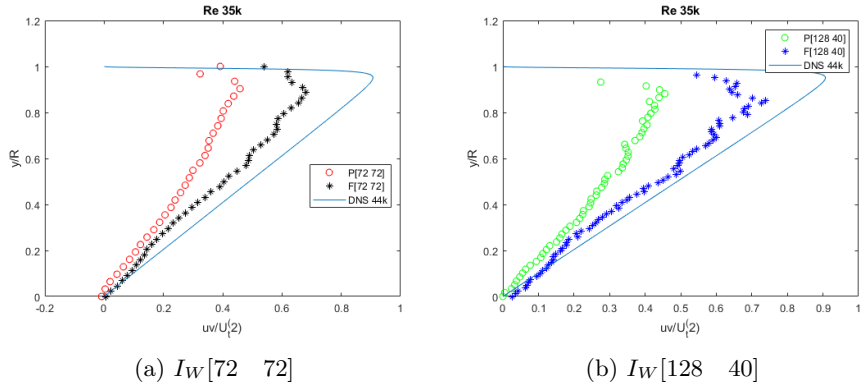 Re 35k
1.2
1
0.8
0.6
0.4
0.2
0
y/R
P[72 72]
F[72 72]
DNS 44k
-0.2
0
0.2
0.4
0.6
0.8
1
uv/U_t^(2)
(a) I_W[72 72]
Re 35k
1.2
1
0.8
0.6
0.4
0.2
0
y/R
P[128 40]
F[128 40]
DNS 44k
0
0.1
0.2
0.3
0.4
0.5
0.6
0.7
0.8
0.9
1
uv/U_t^(2)
(b) I_W[128 40]